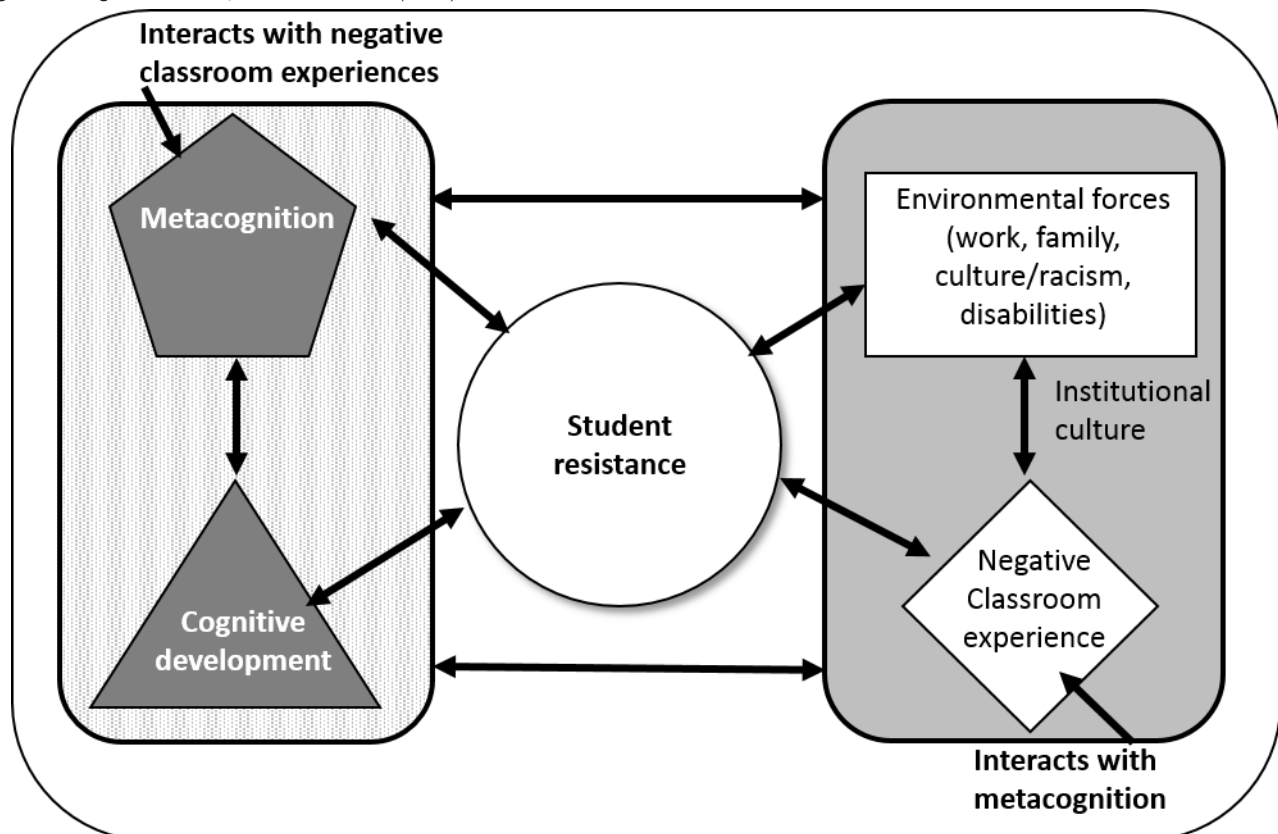 Interacts with negative
classroom experiences
Metacognition
Cognitive
development
Student
resistance
Environmental forces
(work, family,
culture/racism,
disabilities)
Institutional
culture
Negative
Classroom
experience
Interacts with
metacognition